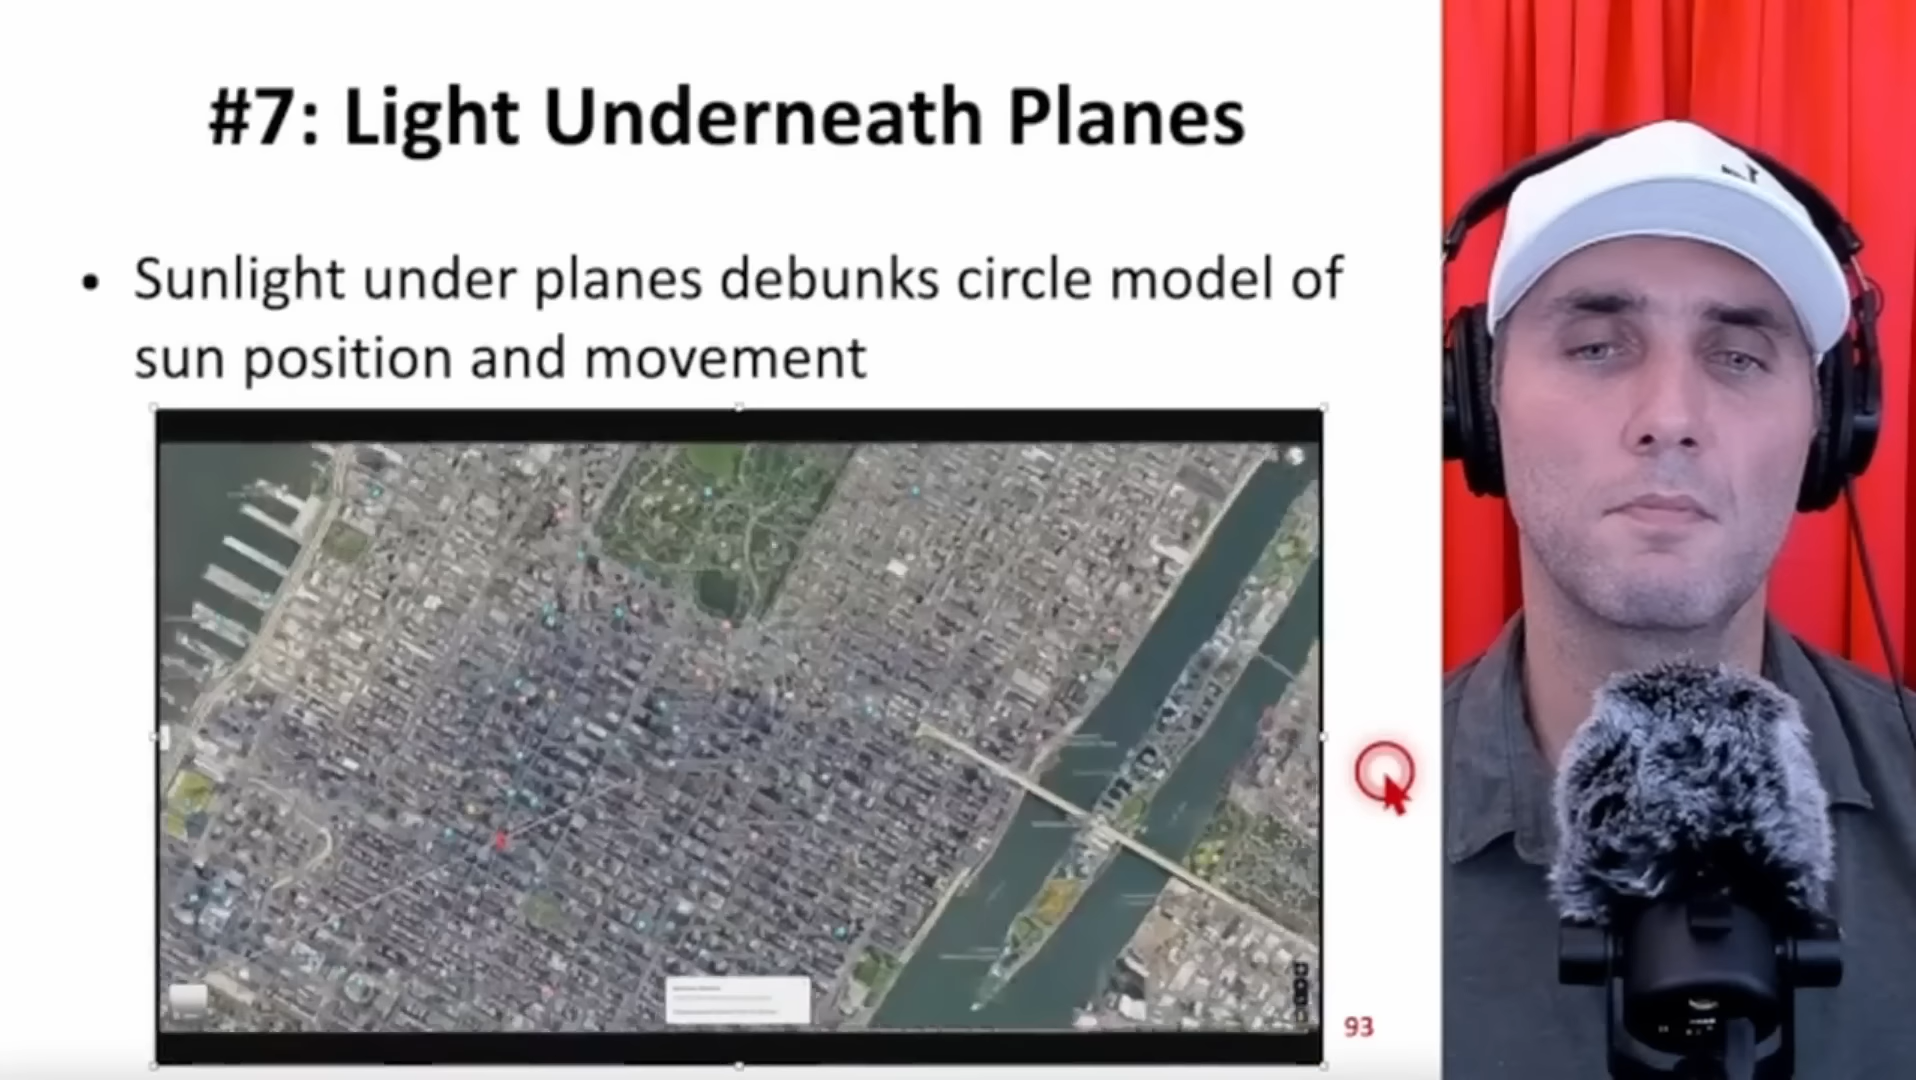 #7: Light Underneath Planes
• Sunlight under planes debunks circle model of
sun position and movement
93